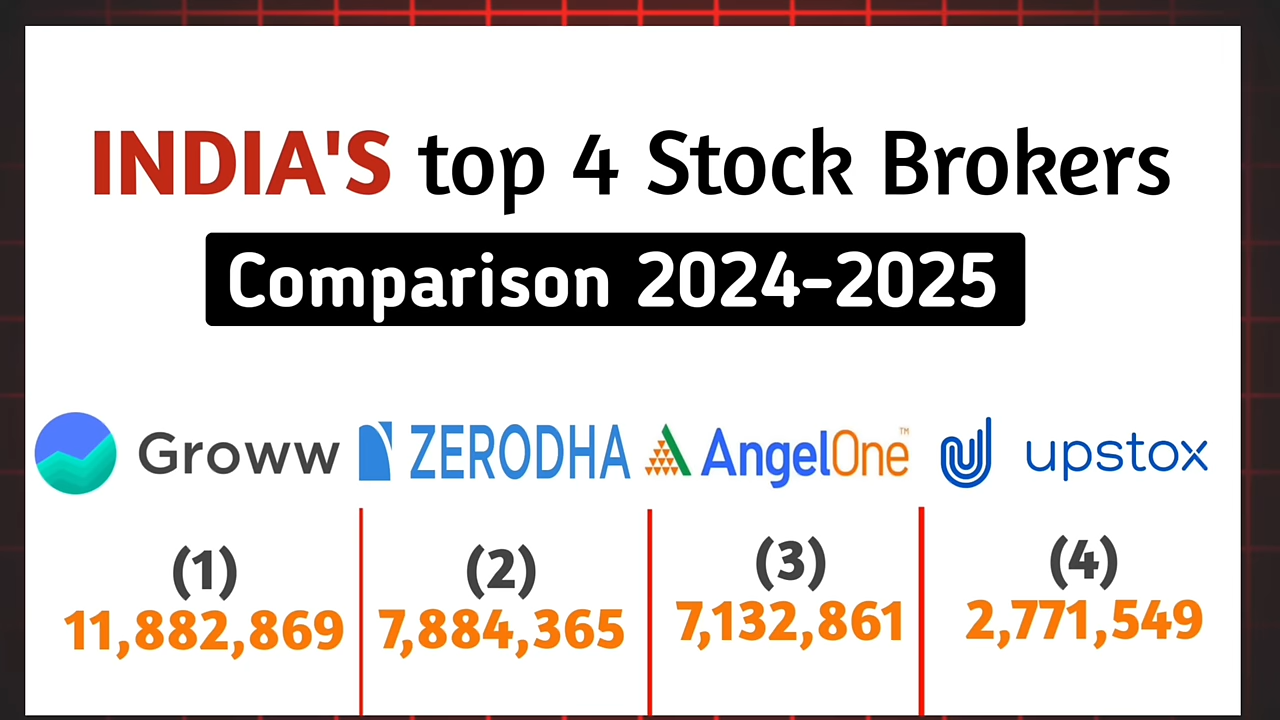 INDIA'S top 4 Stock Brokers
Comparison 2024-2025
Groww ZERODHA AngelOne™ upstox
(1) (2) (3) (4)
11,882,869 7,884,365 7,132,861 2,771,549